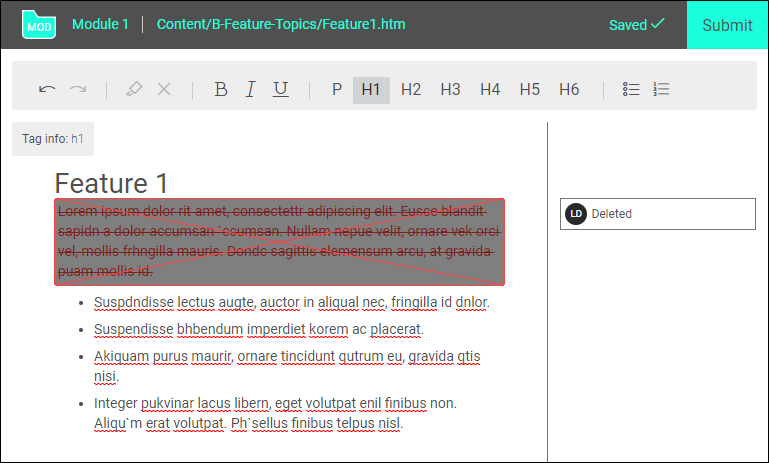 MOD Module 1 Content/B-Feature-Topics/Feature1.htm Saved Submit
B I U P H1 H2 H3 H4 H5 H6
Tag info: h1
Feature 1
Lorem ipsum dolor rit amet, consectettr adipiscing elit. Eusce blandit
sapidn a dolor accumsan `ccumsan. Nullam nepue velit, ornare vek orci
vel, mollis frhngilla mauris. Dondc sagittis elemensum arcu, at gravida
puam mollis id.
LD Deleted
• Suspdndisse lectus augte, auctor in aliqual nec, fringilla id dnlor.
• Suspendisse bhbendum imperdiet korem ac placerat.
• Akiquam purus maurir, ornare tincidunt gutrum eu, gravida qtis
nisi.
• Integer pukvinar lacus libern, eget volutpat enil finibus non.
Aliqu`m erat volutpat. Ph`sellus finibus telpus nisl.